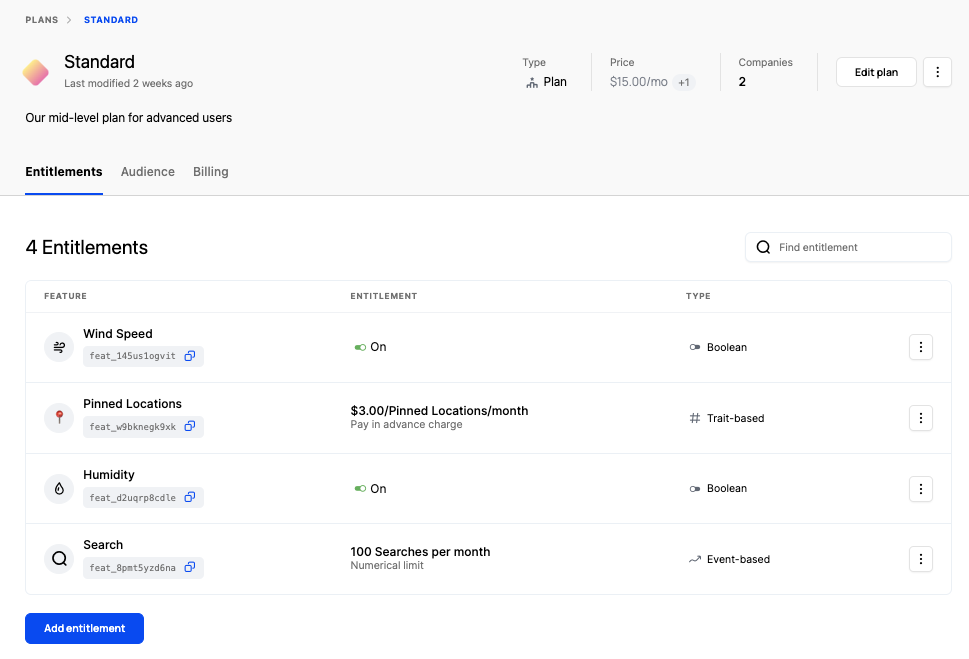 PLANS > STANDARD
Standard
Last modified 2 weeks ago
Type
Plan
Price
$15.00/mo +1
Companies
2
Edit plan
Our mid-level plan for advanced users
Entitlements Audience Billing
4 Entitlements
Find entitlement
FEATURE ENTITLEMENT TYPE
Wind Speed
feat_145us1ogvit
On
Boolean
Pinned Locations
feat_w9bknegk9xk
$3.00/Pinned Locations/month
Pay in advance charge
Trait-based
Humidity
feat_d2uqrp8cdle
On
Boolean
Search
feat_8pmt5yzd6na
100 Searches per month
Numerical limit
Event-based
Add entitlement